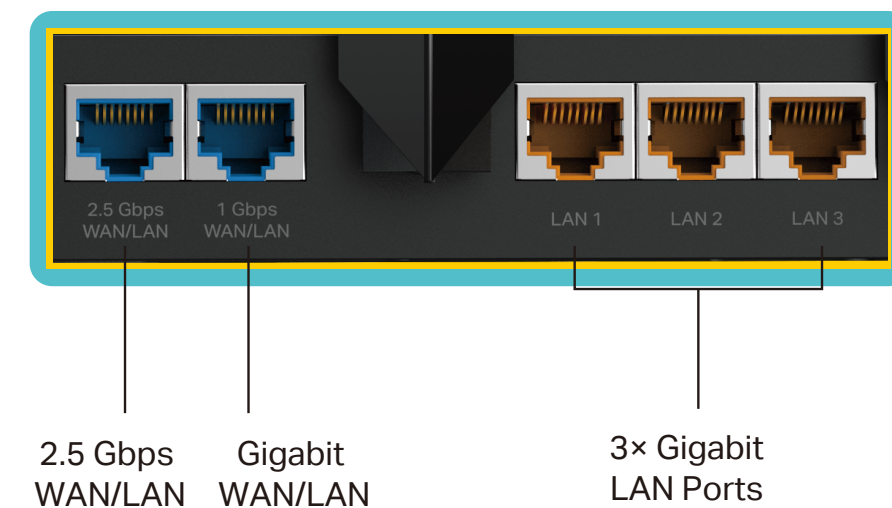 2.5 Gbps
WAN/LAN
1 Gbps
WAN/LAN
LAN 1
LAN 2
LAN 3
2.5 Gbps
WAN/LAN
Gigabit
WAN/LAN
3× Gigabit
LAN Ports